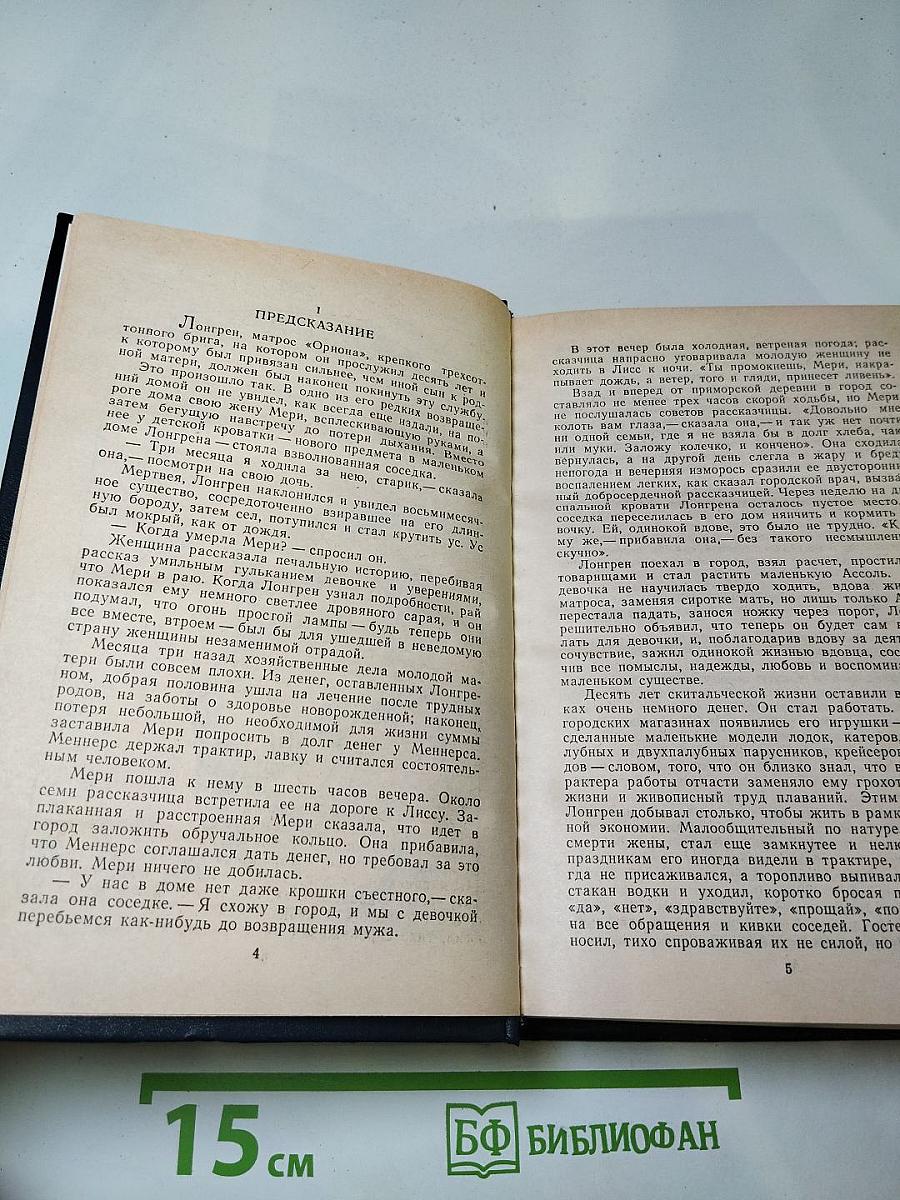 I
ПРЕДСКАЗАНИЕ
Лонгрен, матрос «Ориона», крепкого трехсот-
тонного брига, на котором он прослужил десять лет и
к которому был привязан сильнее, чем иной сын к род-
ной матери, должен был наконец покинуть эту службу.
Это произошло так. В одно из его редких возвраще-
ний домой он не увидел, как всегда еще издали, на по-
роге дома свою жену Мери, всплескивающую руками, а
затем бегущую навстречу до потери дыхания. Вместо
нее у детской кроватки — нового предмета в маленьком
доме Лонгрена — стояла взволнованная соседка.
— Три месяца я ходила за нею, старик,— сказала
она,— посмотри на свою дочь.
Мертвея, Лонгрен наклонился и увидел восьмимесяч-
ное существо, сосредоточенно взиравшее на его длин-
ную бороду, затем сел, потупился и стал крутить ус. Ус
был мокрый, как от дождя.
— Когда умерла Мери? — спросил он.
Женщина рассказала печальную историю, перебивая
рассказ умильным гульканием девочке и уверениями,
что Мери в раю. Когда Лонгрен узнал подробности, рай
показался ему немного светлее дровяного сарая, и он
подумал, что огонь простой лампы — будь теперь они
все вместе, втроем — был бы для ушедшей в неведомую
страну женщины незаменимой отрадой.
Месяца три назад хозяйственные дела молодой ма-
тери были совсем плохи. Из денег, оставленных Лонгре-
ном, добрая половина ушла на лечение после трудных
родов, на заботы о здоровье новорожденной; наконец,
потеря небольшой, но необходимой для жизни суммы
заставила Мери попросить в долг денег у Меннерса.
Меннерс держал трактир, лавку и считался состоятель-
ным человеком.
Мери пошла к нему в шесть часов вечера. Около
семи рассказчица встретила ее на дороге к Лиссу. За-
плаканная и расстроенная Мери сказала, что идет в
город заложить обручальное кольцо. Она прибавила,
что Меннерс соглашался дать денег, но требовал за это
любви. Мери ничего не добилась.
— У нас в доме нет даже крошки съестного,— ска-
зала она соседке.— Я схожу в город, и мы с девочкой
перебьемся как-нибудь до возвращения мужа.
4
В этот вечер была холодная, ветреная погода; рас-
сказчица напрасно уговаривала молодую женщину не
ходить в Лисс к ночи. «Ты промокнешь, Мери, накра-
пывает дождь, а ветер, того и гляди, принесет ливень».
Взад и вперед от приморской деревни в город со-
ставляло не менее трех часов скорой ходьбы, но Мери
не послушалась советов рассказчицы. «Довольно мне
колоть вам глаза,— сказала она,— и так уж нет почти
ни одной семьи, где я не взяла бы в долг хлеба, чаю
или муки. Заложу колечко, и кончено». Она сходила,
вернулась, а на другой день слегла в жару и бреду;
непогода и вечерняя изморось сразили ее двусторонним
воспалением легких, как сказал городской врач, вызван
ный добросердечной рассказчицей. Через неделю на дв
спальной кровати Лонгрена осталось пустое место,
соседка переселилась в его дом нянчить и кормить
вочку. Ей, одинокой вдове, это было не трудно. «К
му же,— прибавила она,— без такого несмышлен
скучно».
Лонгрен поехал в город, взял расчет, простил
товарищами и стал растить маленькую Ассоль.
девочка не научилась твердо ходить, вдова жи
матроса, заменяя сиротке мать, но лишь только А
перестала падать, занося ножку через порог, Ло
решительно объявил, что теперь он будет сам в
лать для девочки, и, поблагодарив вдову за деят
сочувствие, зажил одинокой жизнью вдовца, сос
чив все помыслы, надежды, любовь и воспомина
маленьком существе.
Десять лет скитальческой жизни оставили в
ках очень немного денег. Он стал работать.
городских магазинах появились его игрушки —
сделанные маленькие модели лодок, катеров,
лубных и двухпалубных парусников, крейсеров
дов — словом, того, что он близко знал, что в
рактера работы отчасти заменяло ему грохот
жизни и живописный труд плаваний. Этим
Лонгрен добывал столько, чтобы жить в рамк
ной экономии. Малообщительный по натуре,
смерти жены, стал еще замкнутее и нелю
праздникам его иногда видели в трактире,
гда не присаживался, а торопливо выпивал
стакан водки и уходил, коротко бросая п
«да», «нет», «здравствуйте», «прощай», «по
на все обращения и кивки соседей. Госте
носил, тихо спроваживая их не силой, но
5
15 см
БФ БИБЛИОФАН